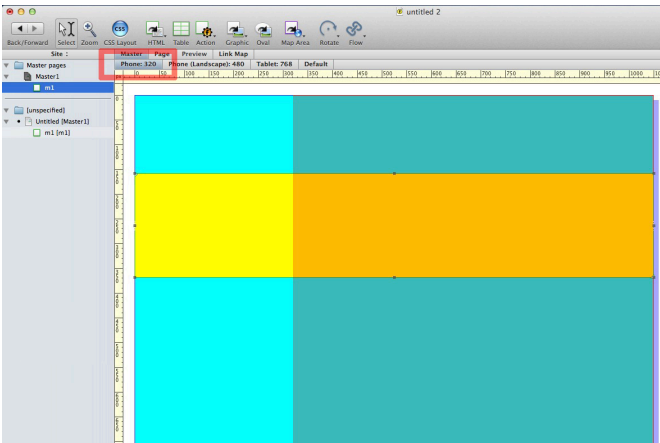 untitled 2
Back/Forward Select Zoom CSS Layout HTML Table Action Graphic Oval Map Area Rotate Flow
Site Master Page Preview Link Map
Master pages Phone: 320 Phone (Landscape): 480 Tablet: 768 Default
Master1
0 50 100 150 200 250 300 350 400 450 500 550 600 650 700 750 800 850 900 950 1000
m1
[unspecified]
Untitled [Master1]
m1 [m1]